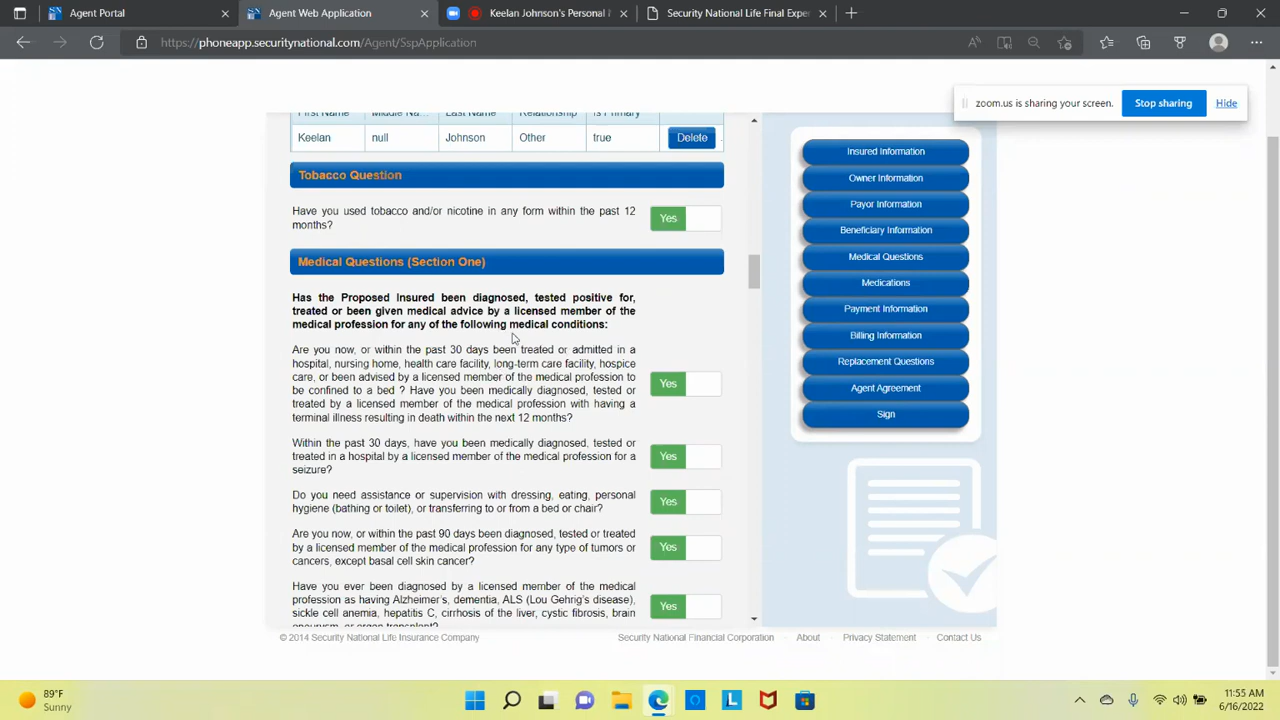 Agent Portal
Agent Web Application
Keelan Johnson's Personal
Security National Life Final Expe
https://phoneapp.securitynational.com/Agent/SspApplication
zoom.us is sharing your screen.
Stop sharing
Hide
First Name Middle Na... Last Name Relationship Is Primary
Keelan null Johnson Other true Delete
Tobacco Question
Have you used tobacco and/or nicotine in any form within the past 12
months?
Yes
Medical Questions (Section One)
Has the Proposed Insured been diagnosed, tested positive for,
treated or been given medical advice by a licensed member of the
medical profession for any of the following medical conditions:
Are you now, or within the past 30 days been treated or admitted in a
hospital, nursing home, health care facility, long-term care facility, hospice
care, or been advised by a licensed member of the medical profession to
be confined to a bed ? Have you been medically diagnosed, tested or
treated by a licensed member of the medical profession with having a
terminal illness resulting in death within the next 12 months?
Yes
Within the past 30 days, have you been medically diagnosed, tested or
treated in a hospital by a licensed member of the medical profession for a
seizure?
Yes
Do you need assistance or supervision with dressing, eating, personal
hygiene (bathing or toilet), or transferring to or from a bed or chair?
Yes
Are you now, or within the past 90 days been diagnosed, tested or treated
by a licensed member of the medical profession for any type of tumors or
cancers, except basal cell skin cancer?
Yes
Have you ever been diagnosed by a licensed member of the medical
profession as having Alzheimer's, dementia, ALS (Lou Gehrig's disease),
sickle cell anemia, hepatitis C, cirrhosis of the liver, cystic fibrosis, brain
aneurysm, or organ transplant?
Yes
Insured Information
Owner Information
Payor Information
Beneficiary Information
Medical Questions
Medications
Payment Information
Billing Information
Replacement Questions
Agent Agreement
Sign
© 2014 Security National Life Insurance Company
Security National Financial Corporation - About - Privacy Statement - Contact Us
89°F
Sunny
11:55 AM
6/16/2022